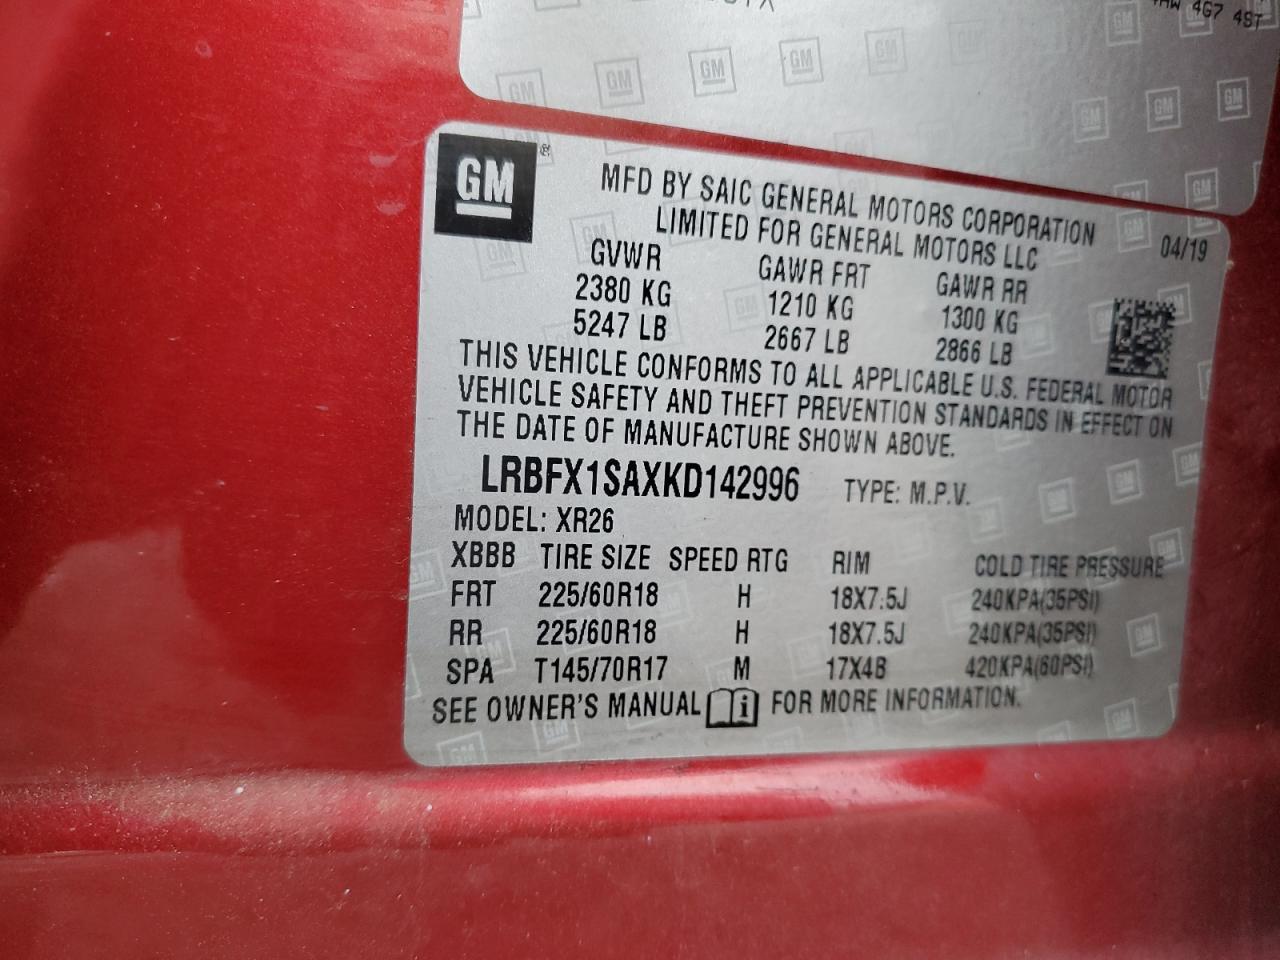 4G7 4ST
GM
MFD BY SAIC GENERAL MOTORS CORPORATION
LIMITED FOR GENERAL MOTORS LLC
04/19
GVWR GAWR FRT GAWR RR
2380 KG 1210 KG 1300 KG
5247 LB 2667 LB 2866 LB
THIS VEHICLE CONFORMS TO ALL APPLICABLE U.S. FEDERAL MOTOR
VEHICLE SAFETY AND THEFT PREVENTION STANDARDS IN EFFECT ON
THE DATE OF MANUFACTURE SHOWN ABOVE.
LRBFX1SAXKD142996 TYPE: M.P.V.
MODEL: XR26
XBBB TIRE SIZE SPEED RTG RIM COLD TIRE PRESSURE
FRT 225/60R18 H 18X7.5J 240KPA(35PSI)
RR 225/60R18 H 18X7.5J 240KPA(35PSI)
SPA T145/70R17 M 17X4B 420KPA(60PSI)
SEE OWNER'S MANUAL i FOR MORE INFORMATION.